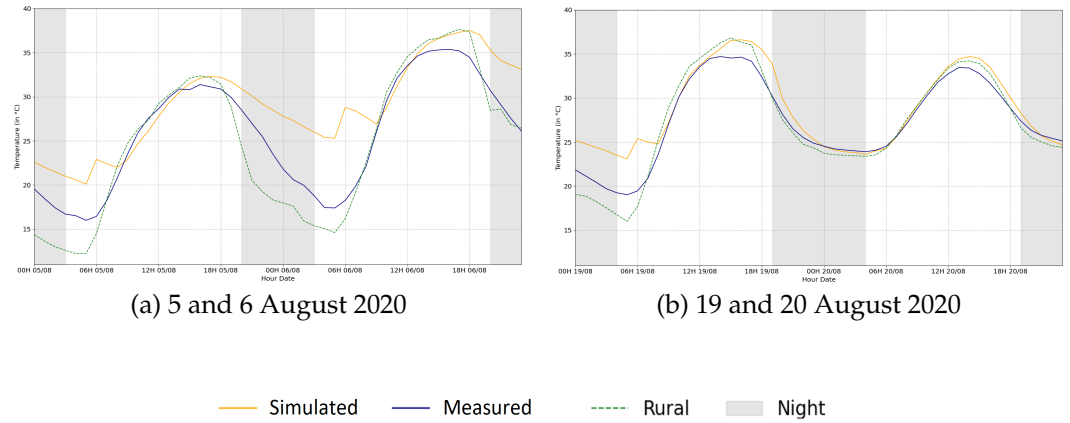 40
35
30
25
20
15
Temperature (in °C)
00H 05/08 06H 05/08 12H 05/08 18H 05/08 00H 06/08 06H 06/08 12H 06/08 18H 06/08
Hour Date
(a) 5 and 6 August 2020
40
35
30
25
20
15
Temperature (in °C)
00H 19/08 06H 19/08 12H 19/08 18H 19/08 00H 20/08 06H 20/08 12H 20/08 18H 20/08
Hour Date
(b) 19 and 20 August 2020
Simulated Measured Rural Night